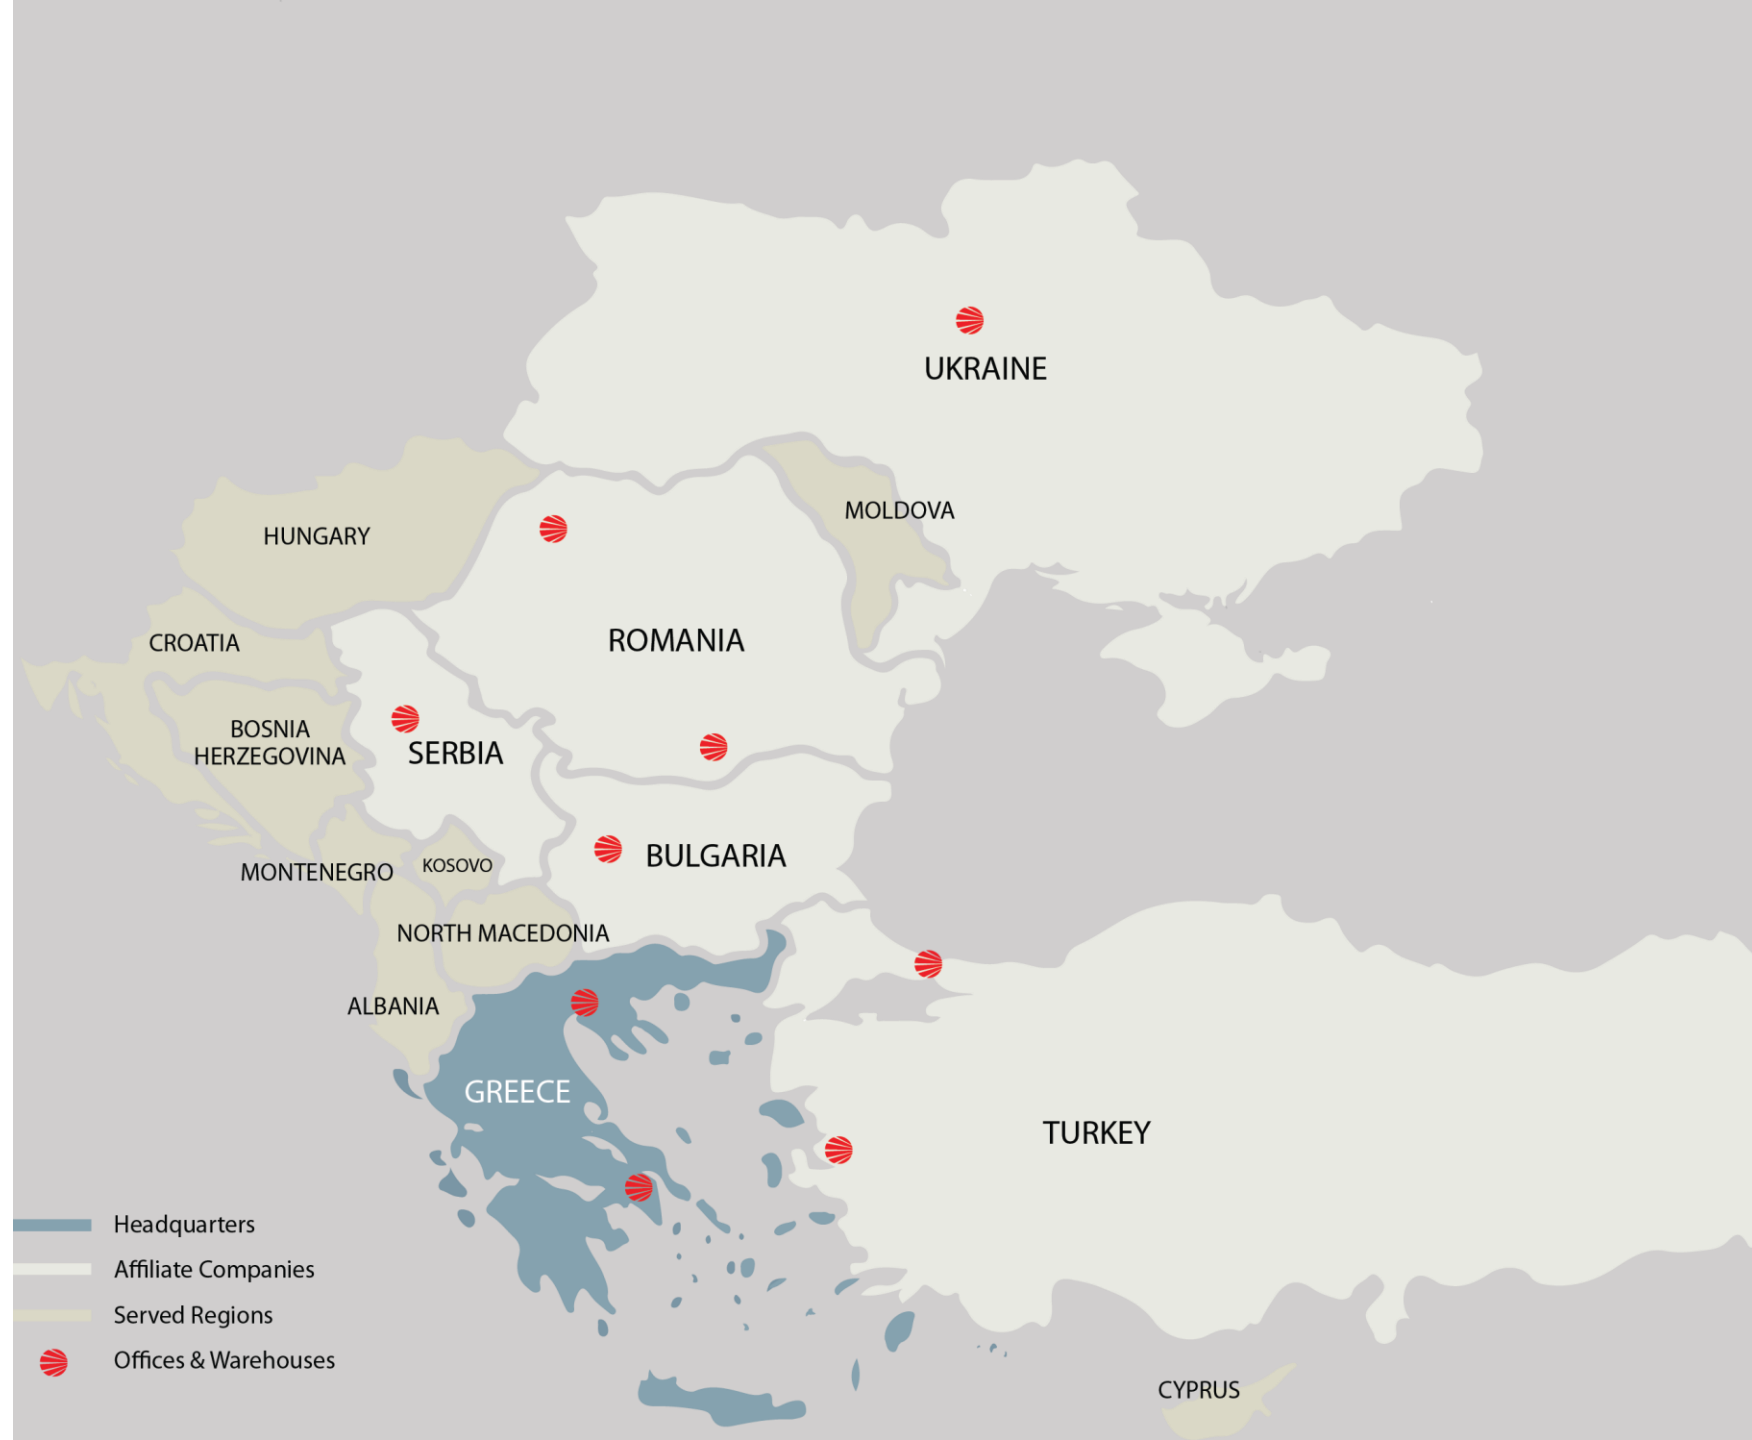 UKRAINE
MOLDOVA
HUNGARY
ROMANIA
CROATIA
BOSNIA
HERZEGOVINA
SERBIA
BULGARIA
MONTENEGRO
KOSOVO
NORTH MACEDONIA
ALBANIA
GREECE
TURKEY
CYPRUS
Headquarters
Affiliate Companies
Served Regions
Offices & Warehouses